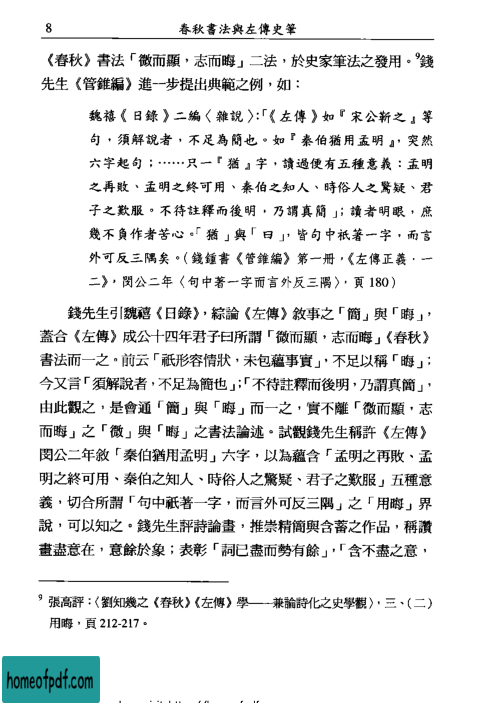 8
春秋書法與左傳史筆
《春秋》書法「微而顯，志而晦」二法，於史家筆法之發用。⁹錢
先生《管錐編》進一步提出典範之例，如：
魏禧《日錄》二編〈雜說〉：「《左傳》如『宋公靳之』等
句，須解說者，不足為簡也。如『秦伯猶用孟明』，突然
六字起句；……只一『猶』字，讀過便有五種意義：孟明
之再敗、孟明之終可用、秦伯之知人、時俗人之驚疑、君
子之歎服。不待註釋而後明，乃謂真簡」；讀者明眼，庶
幾不負作者苦心。「猶」與「曰」，皆句中祇著一字，而言
外可反三隅矣。（錢鍾書《管錐編》第一冊，《左傳正義．一
二》，閔公二年〈句中著一字而言外反三隅〉，頁180）
錢先生引魏禧《日錄》，綜論《左傳》敘事之「簡」與「晦」，
蓋合《左傳》成公十四年君子曰所謂「微而顯，志而晦」《春秋》
書法而一之。前云「祇形容情狀，未包蘊事實」，不足以稱「晦」；
今又言「須解說者，不足為簡也」；「不待註釋而後明，乃謂真簡」，
由此觀之，是會通「簡」與「晦」而一之，實不離「微而顯，志
而晦」之「微」與「晦」之書法論述。試觀錢先生稱許《左傳》
閔公二年敘「秦伯猶用孟明」六字，以為蘊含「孟明之再敗、孟
明之終可用、秦伯之知人、時俗人之驚疑、君子之歎服」五種意
義，切合所謂「句中祇著一字，而言外可反三隅」之「用晦」界
說，可以知之。錢先生評詩論畫，推崇精簡與含蓄之作品，稱讚
畫盡意在，意餘於象；表彰「詞已盡而勢有餘」，「含不盡之意，
⁹ 張高評：〈劉知幾之《春秋》《左傳》學——兼論詩化之史學觀〉，三、（二）
用晦，頁212-217。
homeofpdf.com